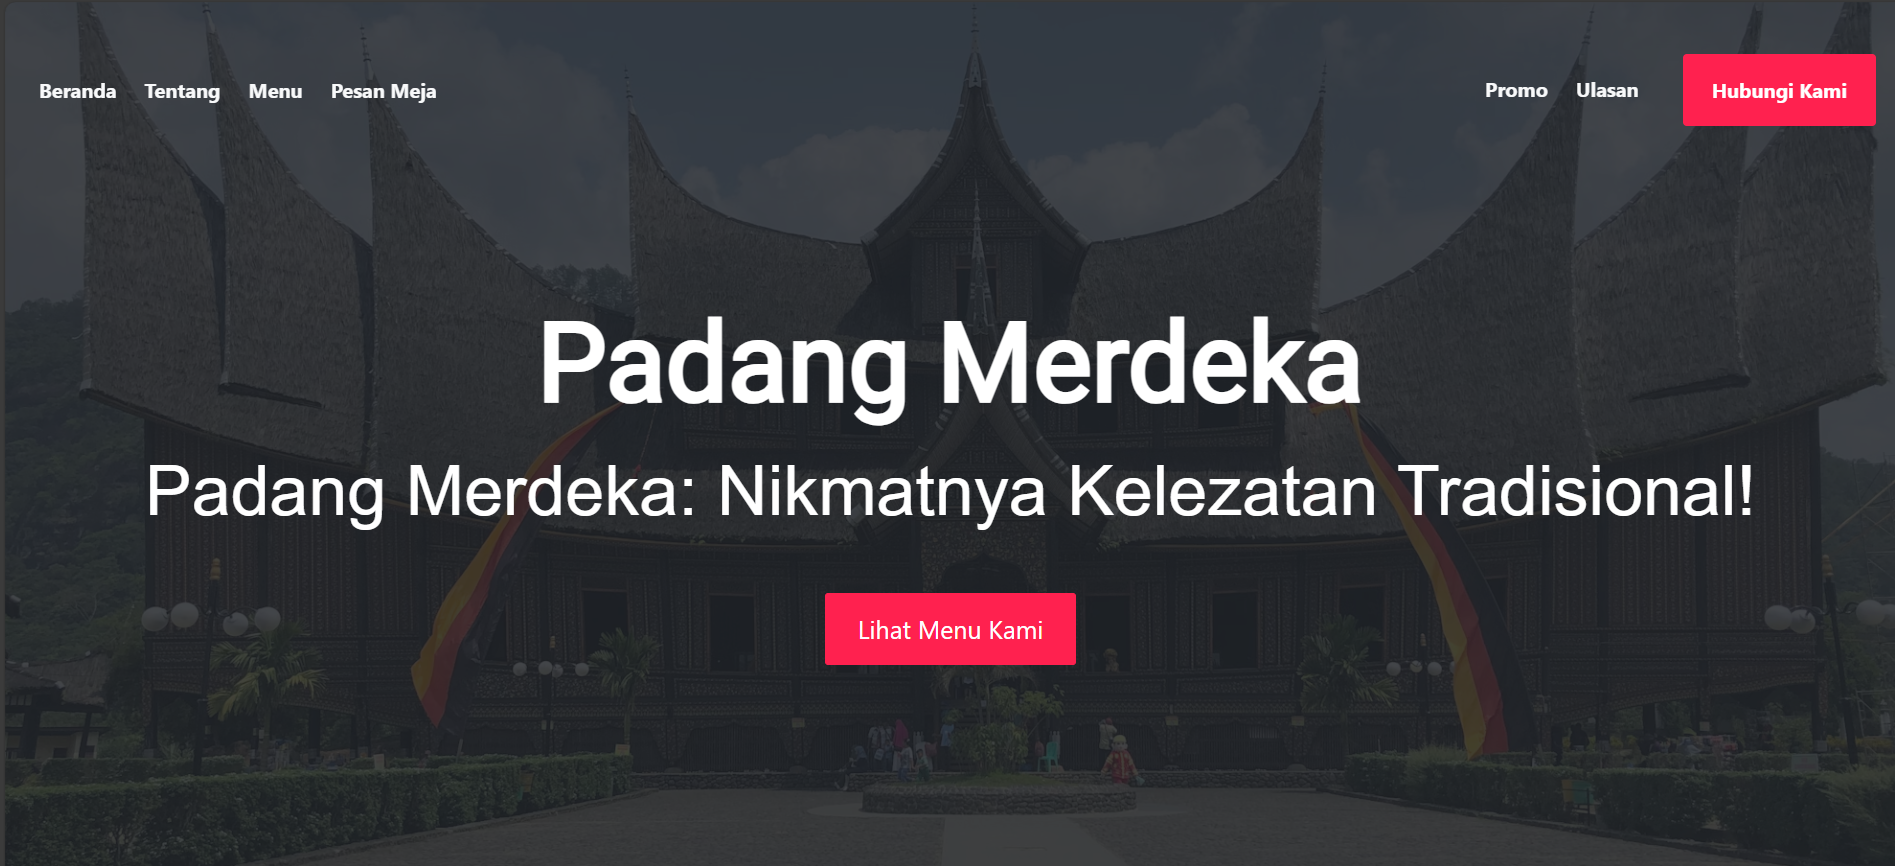 Beranda Tentang Menu Pesan Meja Promo Ulasan Hubungi Kami
Padang Merdeka
Padang Merdeka: Nikmatnya Kelezatan Tradisional!
Lihat Menu Kami